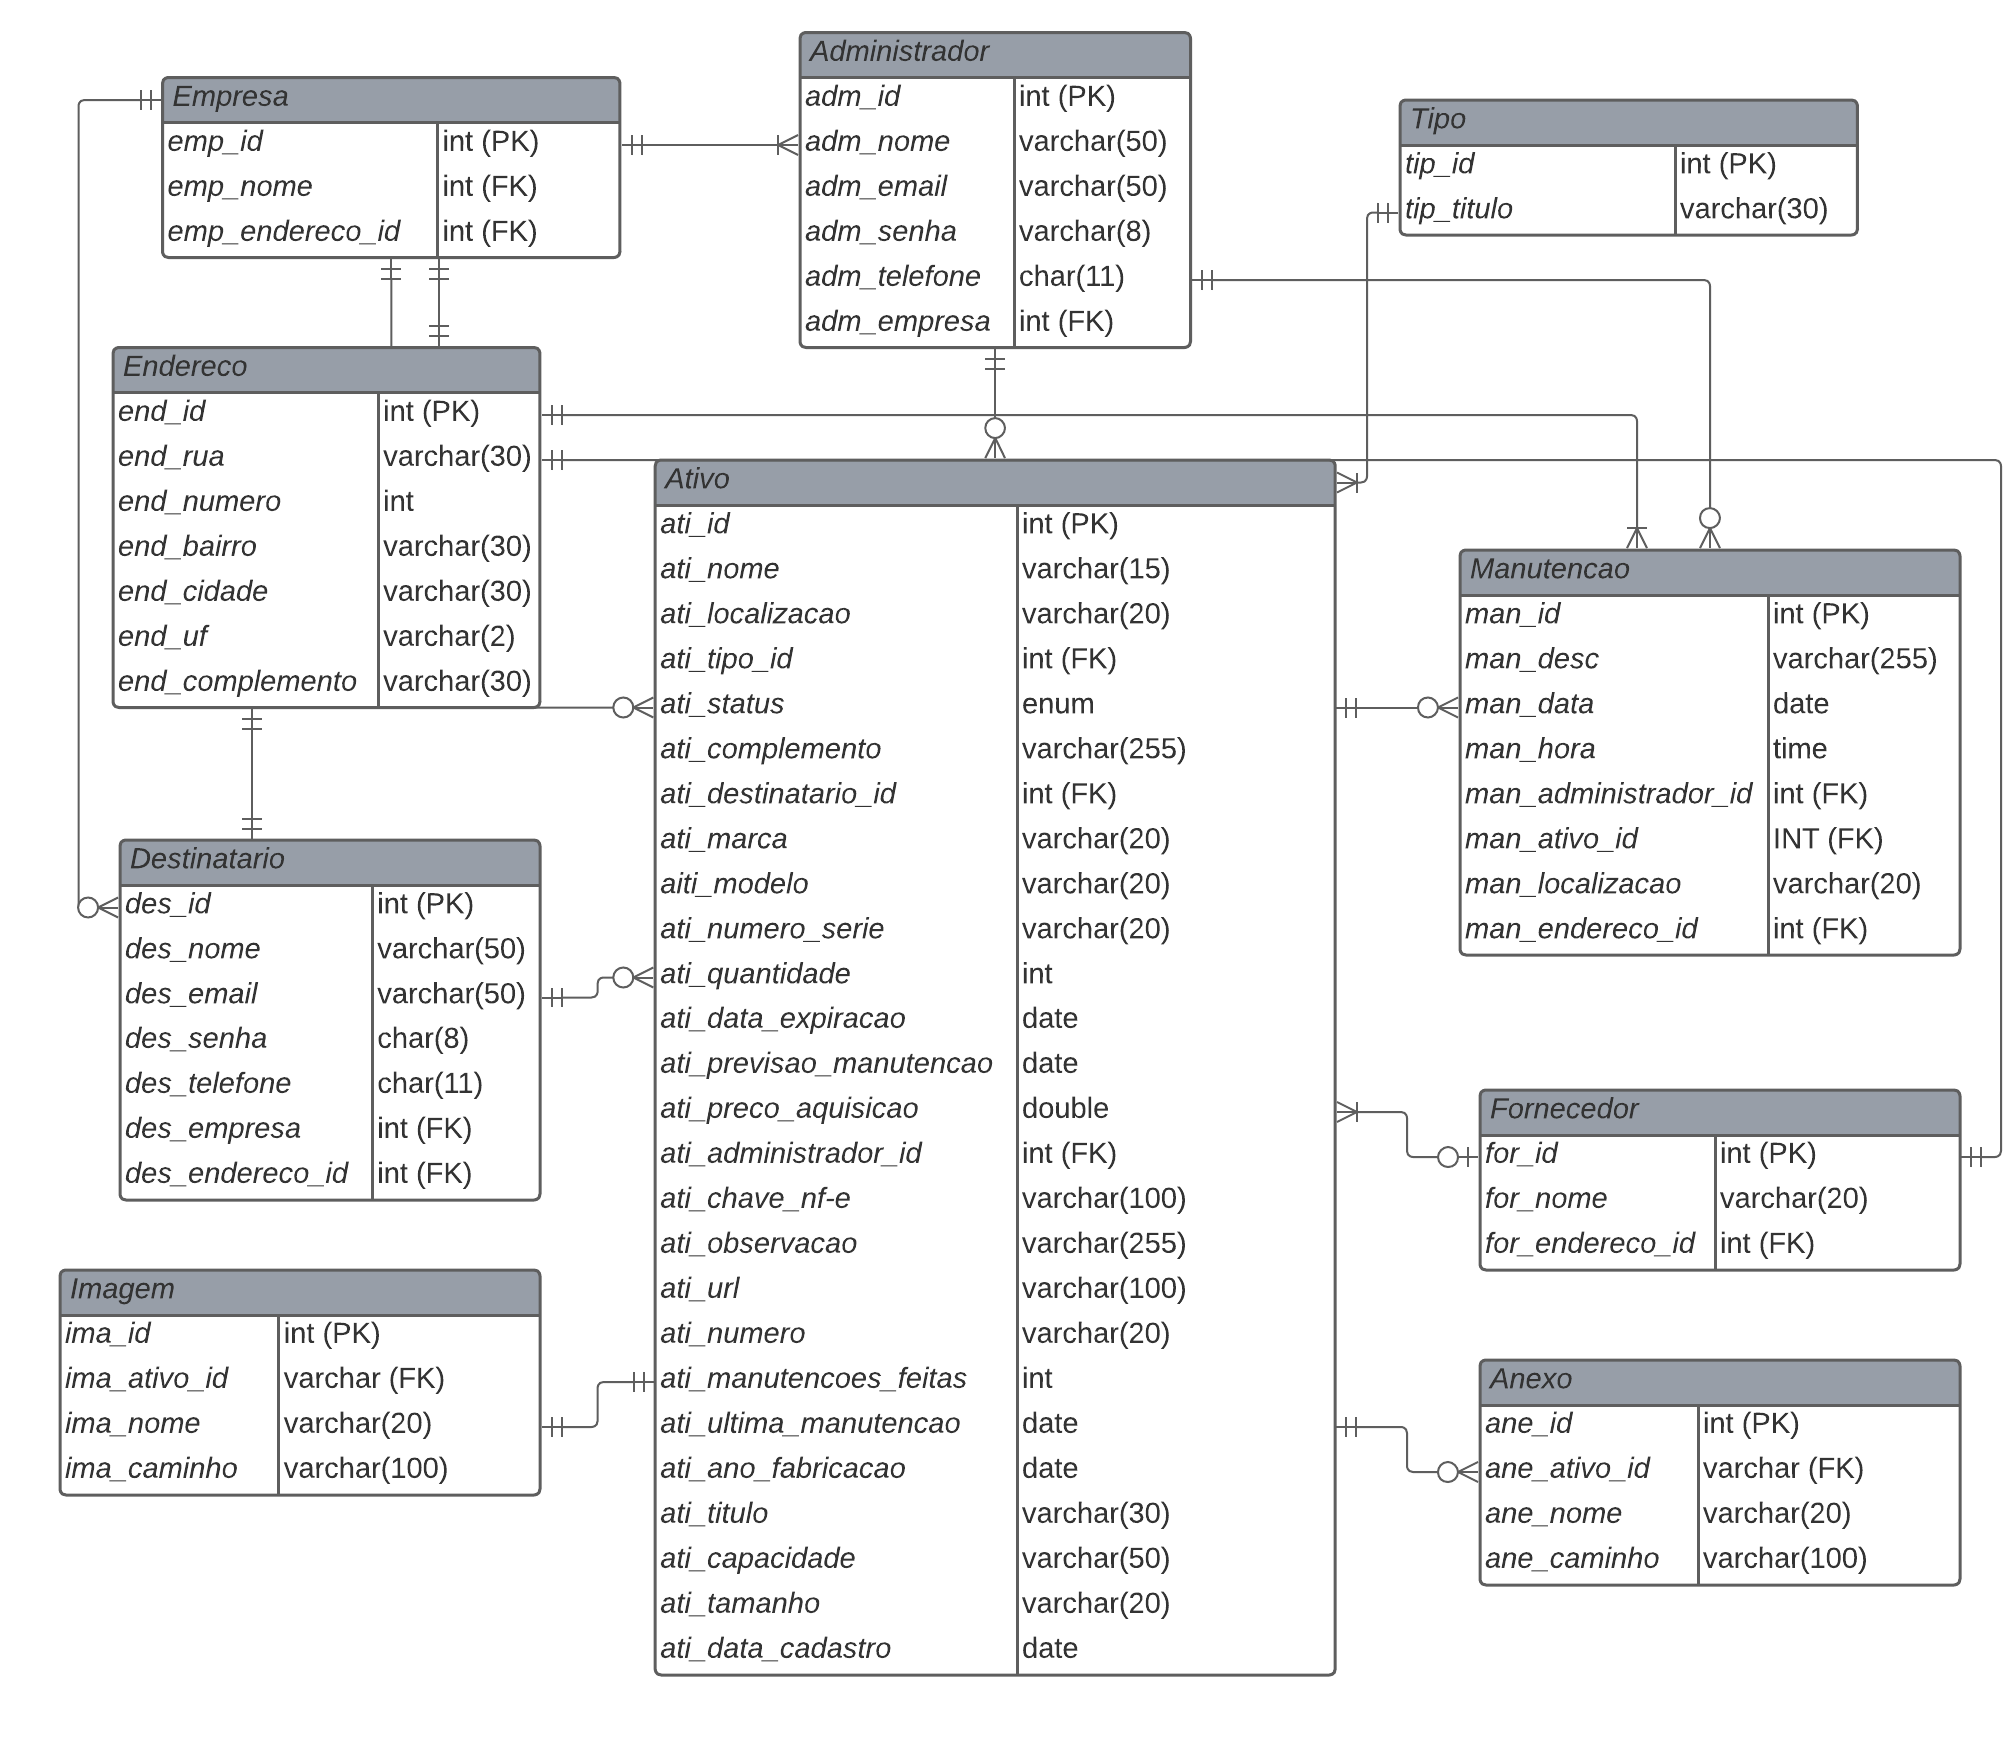 Empresa
emp_id int (PK)
emp_nome int (FK)
emp_endereco_id int (FK)
Administrador
adm_id int (PK)
adm_nome varchar(50)
adm_email varchar(50)
adm_senha varchar(8)
adm_telefone char(11)
adm_empresa int (FK)
Tipo
tip_id int (PK)
tip_titulo varchar(30)
Endereco
end_id int (PK)
end_rua varchar(30)
end_numero int
end_bairro varchar(30)
end_cidade varchar(30)
end_uf varchar(2)
end_complemento varchar(30)
Ativo
ati_id int (PK)
ati_nome varchar(15)
ati_localizacao varchar(20)
ati_tipo_id int (FK)
ati_status enum
ati_complemento varchar(255)
ati_destinatario_id int (FK)
ati_marca varchar(20)
aiti_modelo varchar(20)
ati_numero_serie varchar(20)
ati_quantidade int
ati_data_expiracao date
ati_previsao_manutencao date
ati_preco_aquisicao double
ati_administrador_id int (FK)
ati_chave_nf-e varchar(100)
ati_observacao varchar(255)
ati_url varchar(100)
ati_numero varchar(20)
ati_manutencoes_feitas int
ati_ultima_manutencao date
ati_ano_fabricacao date
ati_titulo varchar(30)
ati_capacidade varchar(50)
ati_tamanho varchar(20)
ati_data_cadastro date
Manutencao
man_id int (PK)
man_desc varchar(255)
man_data date
man_hora time
man_administrador_id int (FK)
man_ativo_id INT (FK)
man_localizacao varchar(20)
man_endereco_id int (FK)
Destinatario
des_id int (PK)
des_nome varchar(50)
des_email varchar(50)
des_senha char(8)
des_telefone char(11)
des_empresa int (FK)
des_endereco_id int (FK)
Fornecedor
for_id int (PK)
for_nome varchar(20)
for_endereco_id int (FK)
Imagem
ima_id int (PK)
ima_ativo_id varchar (FK)
ima_nome varchar(20)
ima_caminho varchar(100)
Anexo
ane_id int (PK)
ane_ativo_id varchar (FK)
ane_nome varchar(20)
ane_caminho varchar(100)